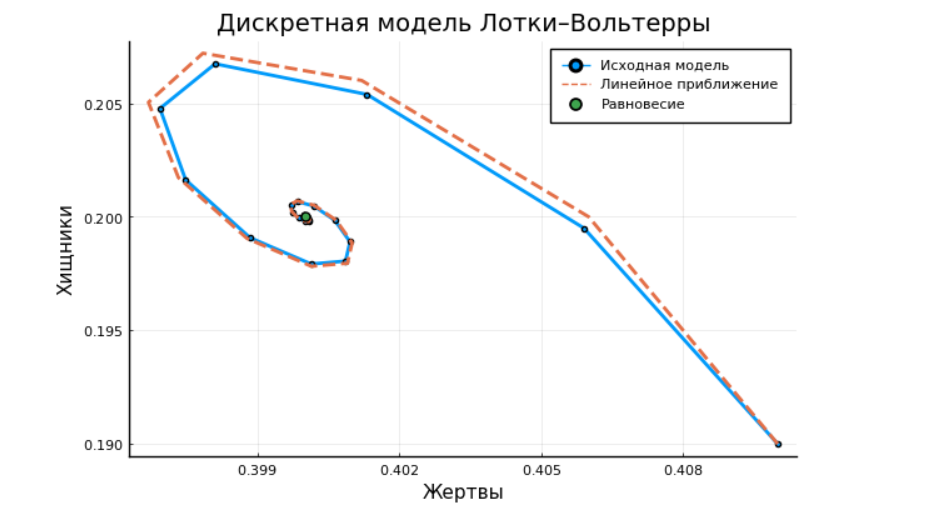 Дискретная модель Лотки–Вольтерры
Исходная модель
Линейное приближение
Равновесие
0.205
0.200
0.195
0.190
Хищники
0.399
0.402
0.405
0.408
Жертвы